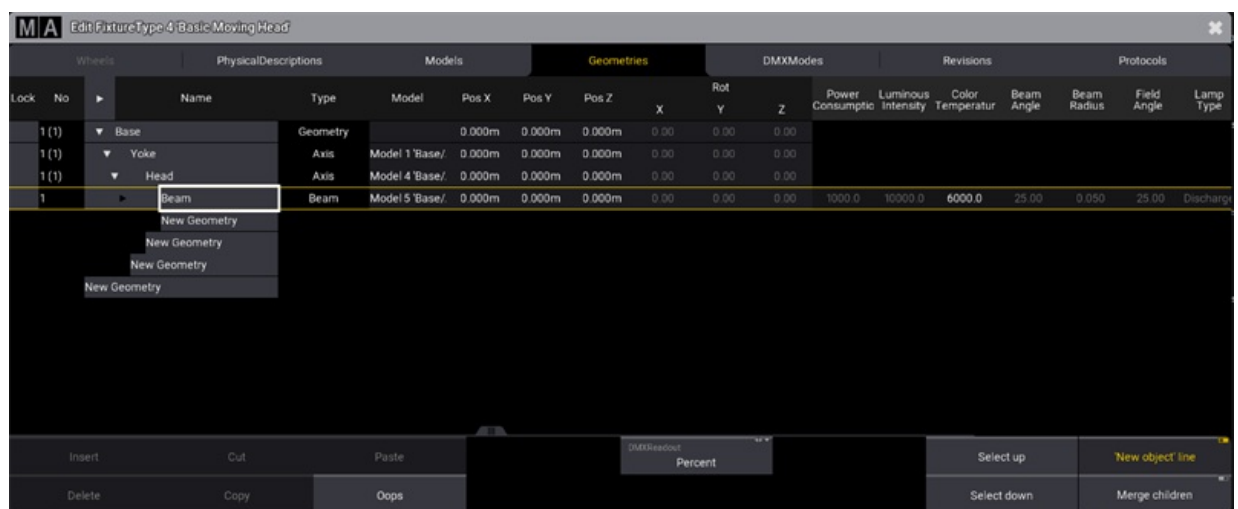 MA Edit FixtureType 4 'Basic Moving Head'
Wheels PhysicalDescriptions Models Geometries DMXModes Revisions Protocols
Lock No Name Type Model Pos X Pos Y Pos Z Rot X Y Z Power Consumptio Luminous Intensity Color Temperatur Beam Angle Beam Radius Field Angle Lamp Type
1 (1) Base Geometry 0.000m 0.000m 0.000m 0.00 0.00 0.00
1 (1) Yoke Axis Model 1 'Base/. 0.000m 0.000m 0.000m 0.00 0.00 0.00
1 (1) Head Axis Model 4 'Base/. 0.000m 0.000m 0.000m 0.00 0.00 0.00
1 Beam Beam Model 5 'Base/. 0.000m 0.000m 0.000m 0.00 0.00 0.00 1000.0 10000.0 6000.0 25.00 0.050 25.00 Discharge
New Geometry
New Geometry
New Geometry
New Geometry
Insert Cut Paste DMXReadout Percent Select up 'New object' line
Delete Copy Oops Select down Merge children